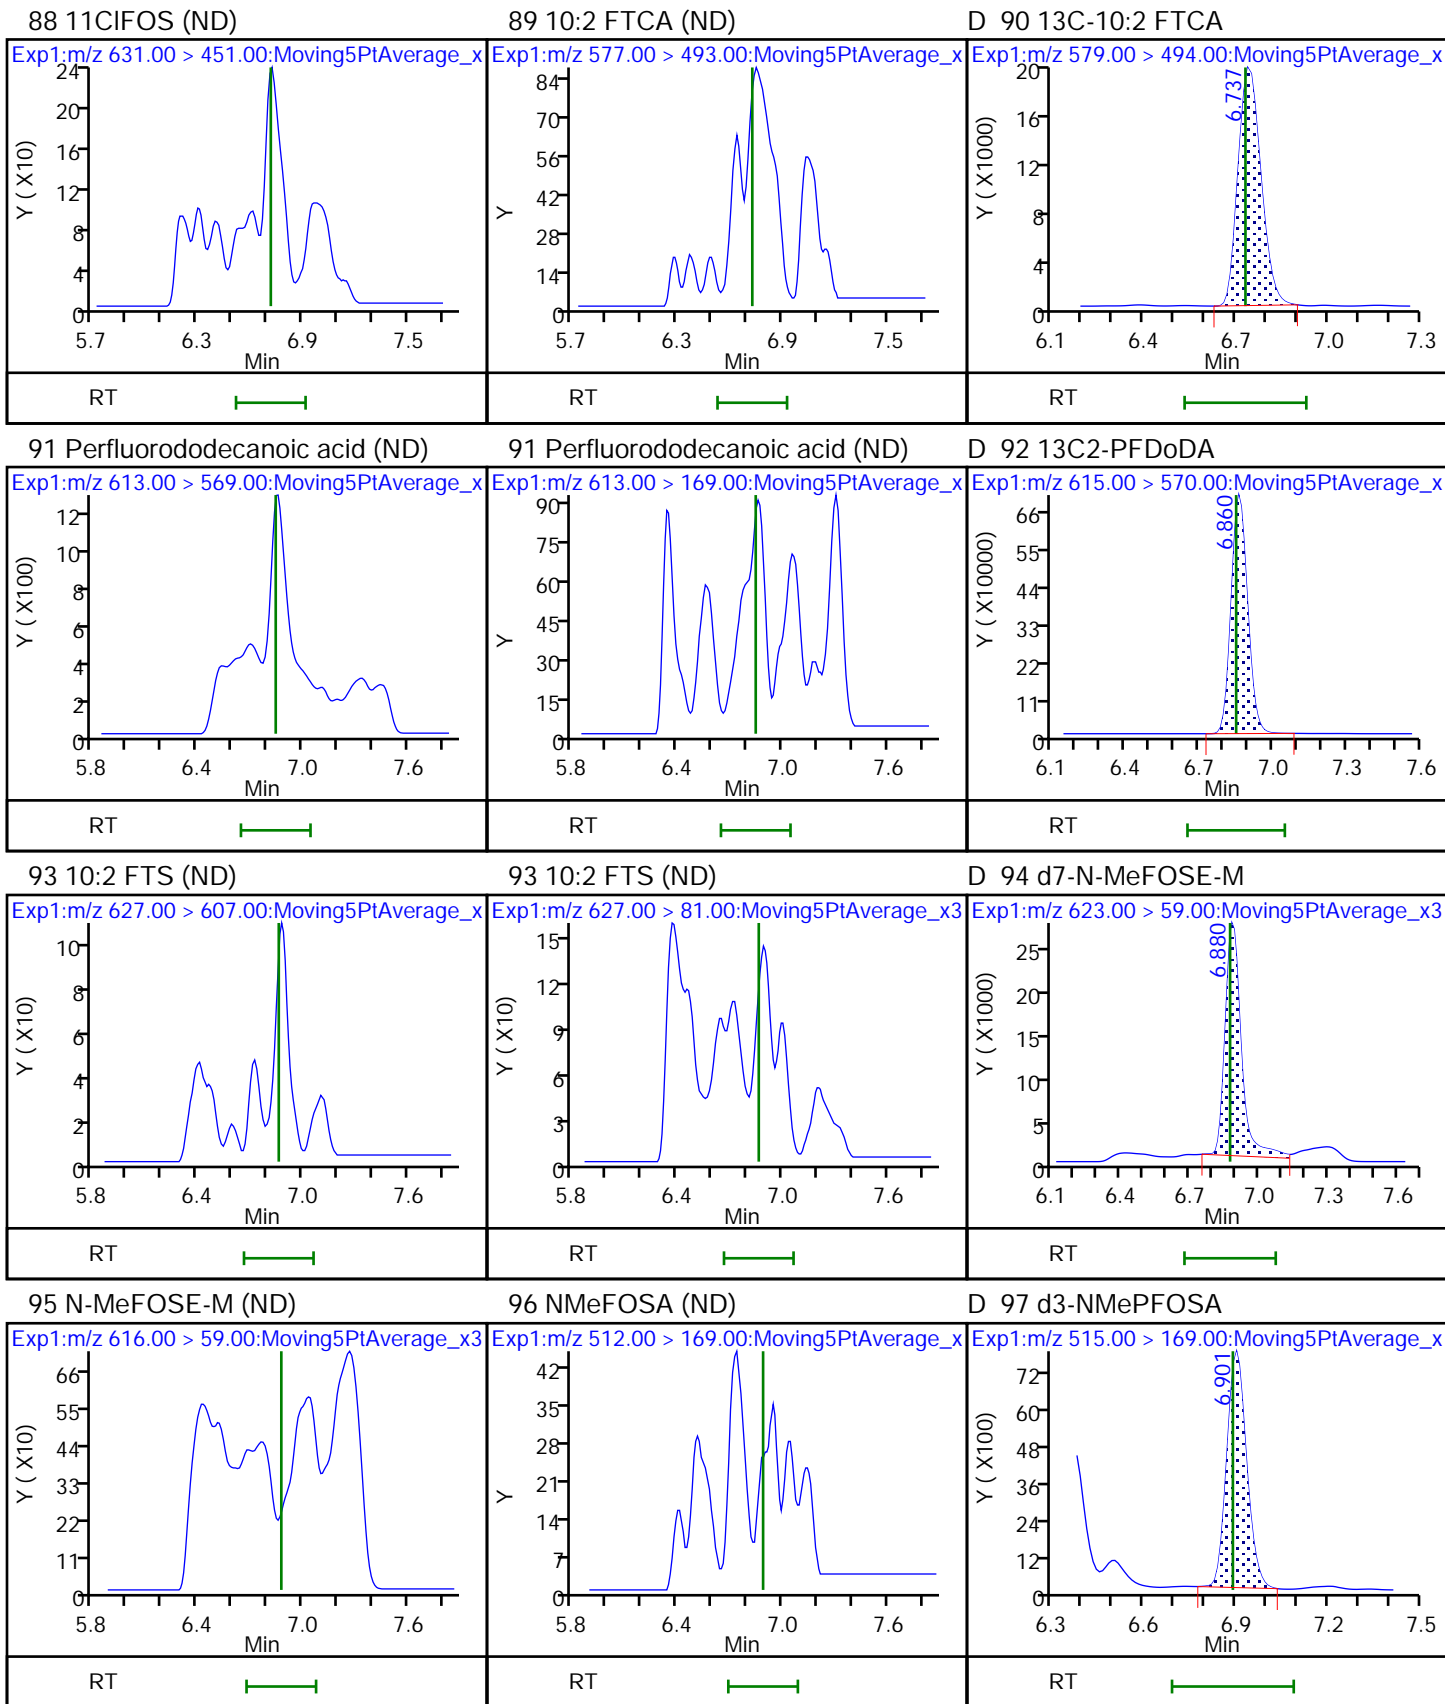 88 11ClFOS (ND)
Exp1:m/z 631.00 > 451.00:Moving5PtAverage_x
Y ( X10)
24
20
16
12
8
4
0
5.7 6.3 6.9 7.5
Min
RT
89 10:2 FTCA (ND)
Exp1:m/z 577.00 > 493.00:Moving5PtAverage_x
Y
84
70
56
42
28
14
0
5.7 6.3 6.9 7.5
Min
RT
D 90 13C-10:2 FTCA
Exp1:m/z 579.00 > 494.00:Moving5PtAverage_x
6.737
Y ( X1000)
20
16
12
8
4
0
6.1 6.4 6.7 7.0 7.3
Min
RT
91 Perfluorododecanoic acid (ND)
Exp1:m/z 613.00 > 569.00:Moving5PtAverage_x
Y ( X100)
12
10
8
6
4
2
0
5.8 6.4 7.0 7.6
Min
RT
91 Perfluorododecanoic acid (ND)
Exp1:m/z 613.00 > 169.00:Moving5PtAverage_x
Y
90
75
60
45
30
15
0
5.8 6.4 7.0 7.6
Min
RT
D 92 13C2-PFDoDA
Exp1:m/z 615.00 > 570.00:Moving5PtAverage_x
6.860
Y ( X10000)
66
55
44
33
22
11
0
6.1 6.4 6.7 7.0 7.3 7.6
Min
RT
93 10:2 FTS (ND)
Exp1:m/z 627.00 > 607.00:Moving5PtAverage_x
Y ( X10)
10
8
6
4
2
0
5.8 6.4 7.0 7.6
Min
RT
93 10:2 FTS (ND)
Exp1:m/z 627.00 > 81.00:Moving5PtAverage_x3
Y ( X10)
15
12
9
6
3
0
5.8 6.4 7.0 7.6
Min
RT
D 94 d7-N-MeFOSE-M
Exp1:m/z 623.00 > 59.00:Moving5PtAverage_x3
6.880
Y ( X1000)
25
20
15
10
5
0
6.1 6.4 6.7 7.0 7.3 7.6
Min
RT
95 N-MeFOSE-M (ND)
Exp1:m/z 616.00 > 59.00:Moving5PtAverage_x3
Y ( X10)
66
55
44
33
22
11
0
5.8 6.4 7.0 7.6
Min
RT
96 NMeFOSA (ND)
Exp1:m/z 512.00 > 169.00:Moving5PtAverage_x
Y
42
35
28
21
14
7
0
5.8 6.4 7.0 7.6
Min
RT
D 97 d3-NMePFOSA
Exp1:m/z 515.00 > 169.00:Moving5PtAverage_x
6.901
Y ( X100)
72
60
48
36
24
12
0
6.3 6.6 6.9 7.2 7.5
Min
RT